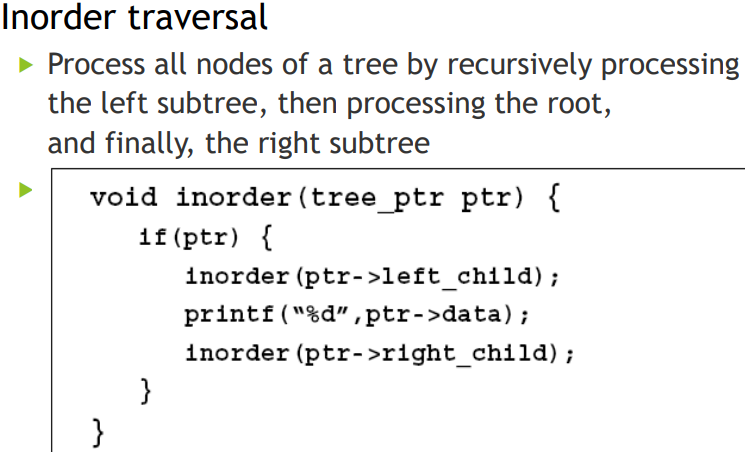 Inorder traversal
Process all nodes of a tree by recursively processing
the left subtree, then processing the root,
and finally, the right subtree
void inorder(tree_ptr ptr) {
if(ptr) {
inorder(ptr->left_child);
printf("%d",ptr->data);
inorder(ptr->right_child);
}
}